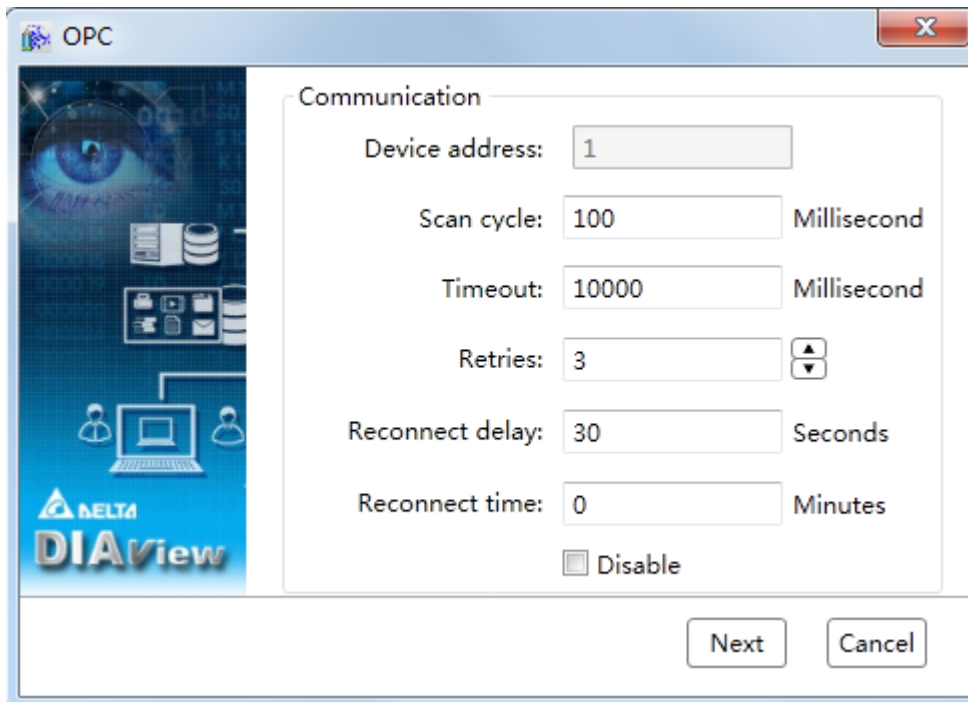 OPC
Communication
Device address: 1
Scan cycle: 100 Millisecond
Timeout: 10000 Millisecond
Retries: 3
Reconnect delay: 30 Seconds
Reconnect time: 0 Minutes
Disable
DELTA
DIAView
Next Cancel